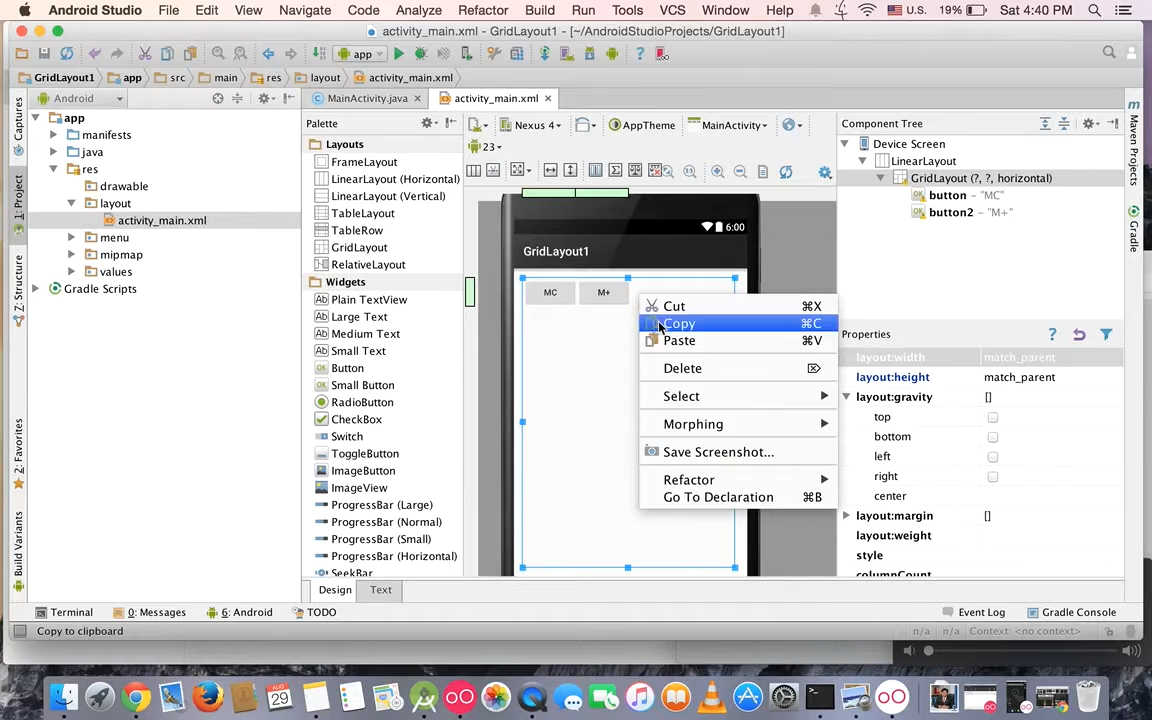 Android Studio File Edit View Navigate Code Analyze Refactor Build Run Tools VCS Window Help U.S. 19% Sat 4:40 PM
activity_main.xml - GridLayout1 - [~/AndroidStudioProjects/GridLayout1]
app
GridLayout1 app src main res layout activity_main.xml
Android
MainActivity.java
activity_main.xml
Captures
1: Project
Z: Structure
2: Favorites
Build Variants
app
manifests
java
res
drawable
layout
activity_main.xml
menu
mipmap
values
Gradle Scripts
Palette
Layouts
FrameLayout
LinearLayout (Horizontal)
LinearLayout (Vertical)
TableLayout
TableRow
GridLayout
RelativeLayout
Widgets
Plain TextView
Large Text
Medium Text
Small Text
Button
Small Button
RadioButton
CheckBox
Switch
ToggleButton
ImageButton
ImageView
ProgressBar (Large)
ProgressBar (Normal)
ProgressBar (Small)
ProgressBar (Horizontal)
SeekBar
Design Text
Nexus 4 AppTheme MainActivity
23
6:00
GridLayout1
MC M+
Cut ⌘X
Copy ⌘C
Paste ⌘V
Delete
Select
Morphing
Save Screenshot...
Refactor
Go To Declaration ⌘B
Component Tree
Device Screen
LinearLayout
GridLayout (?, ?, horizontal)
OK button – "MC"
OK button2 – "M+"
Properties
layout:width match_parent
layout:height match_parent
layout:gravity []
top
bottom
left
right
center
layout:margin []
layout:weight
style
columnCount
m Maven Projects
Gradle
Terminal 0: Messages 6: Android TODO Event Log Gradle Console
Copy to clipboard n/a n/a Context: <no context>
AUG
29